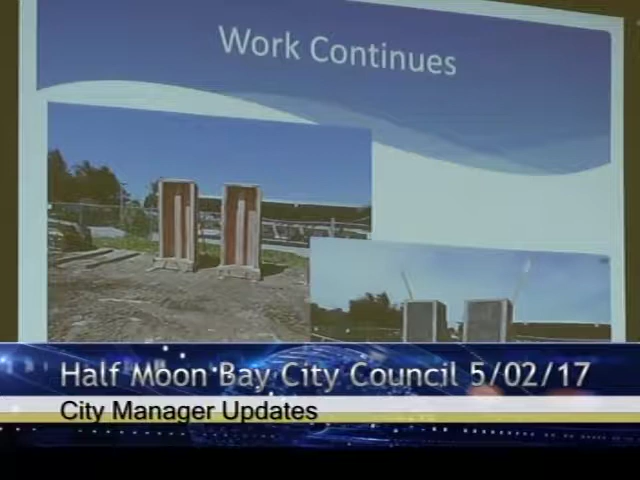 Work Continues
Half Moon Bay City Council 5/02/17
City Manager Updates